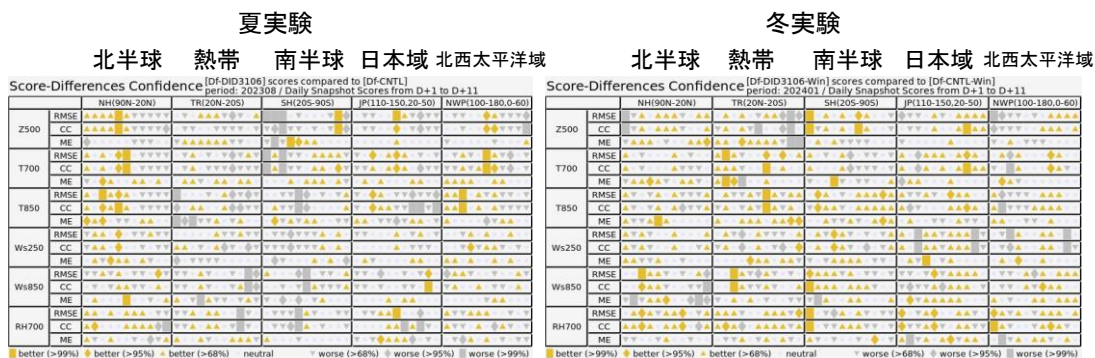 夏実験
北半球 熱帯 南半球 日本域 北西太平洋域
Score-Differences Confidence [Df-DID3106] scores compared to [Df-CNTL]
period: 202308 / Daily Snapshot Scores from D+1 to D+11
NH(90N-20N) TR(20N-20S) SH(20S-90S) JP(110-150,20-50) NWP(100-180,0-60)
Z500 RMSE
CC
ME
T700 RMSE
CC
ME
T850 RMSE
CC
ME
Ws250 RMSE
CC
ME
Ws850 RMSE
CC
ME
RH700 RMSE
CC
ME
better (>99%) better (>95%) better (>68%) neutral worse (>68%) worse (>95%) worse (>99%)
冬実験
北半球 熱帯 南半球 日本域 北西太平洋域
Score-Differences Confidence [Df-DID3106-Win] scores compared to [Df-CNTL-Win]
period: 202401 / Daily Snapshot Scores from D+1 to D+11
NH(90N-20N) TR(20N-20S) SH(20S-90S) JP(110-150,20-50) NWP(100-180,0-60)
Z500 RMSE
CC
ME
T700 RMSE
CC
ME
T850 RMSE
CC
ME
Ws250 RMSE
CC
ME
Ws850 RMSE
CC
ME
RH700 RMSE
CC
ME
better (>99%) better (>95%) better (>68%) neutral worse (>68%) worse (>95%) worse (>99%)